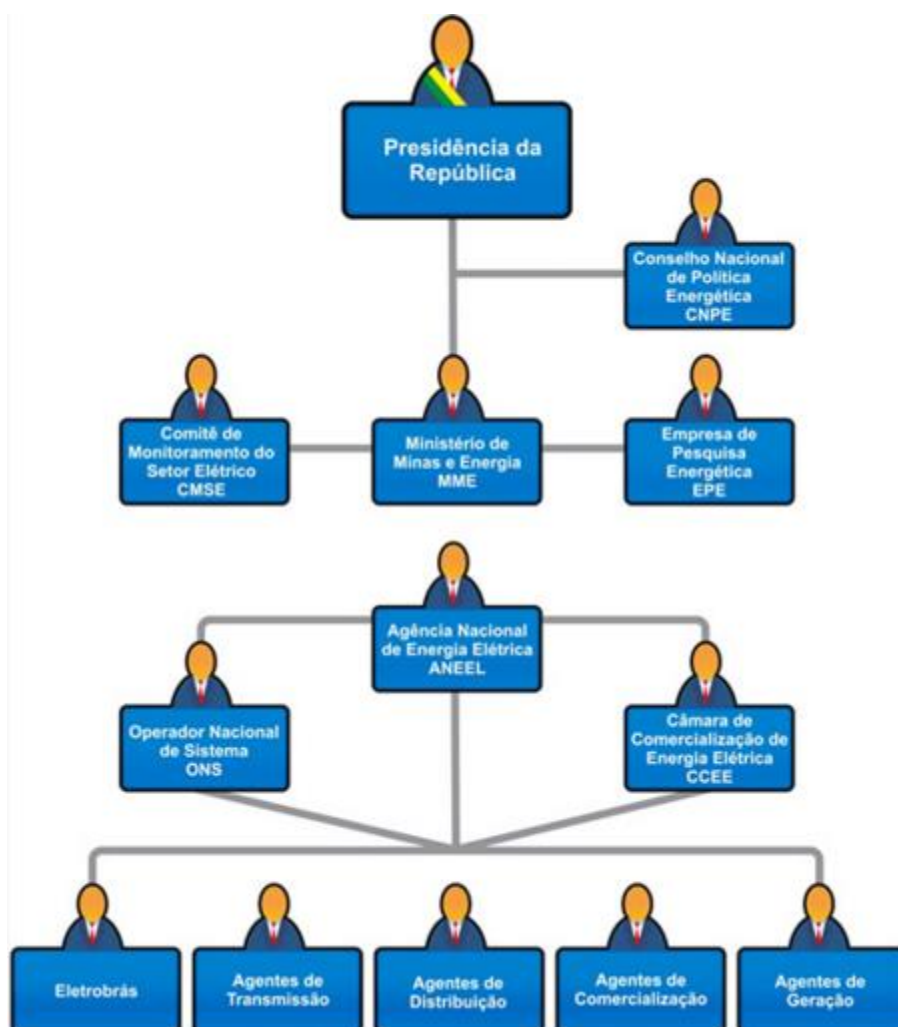 Presidência da
República
Conselho Nacional
de Política
Energética
CNPE
Comitê de
Monitoramento do
Setor Elétrico
CMSE
Ministério de
Minas e Energia
MME
Empresa de
Pesquisa
Energética
EPE
Agência Nacional
de Energia Elétrica
ANEEL
Operador Nacional
de Sistema
ONS
Câmara de
Comercialização de
Energia Elétrica
CCEE
Eletrobrás
Agentes de
Transmissão
Agentes de
Distribuição
Agentes de
Comercialização
Agentes de
Geração